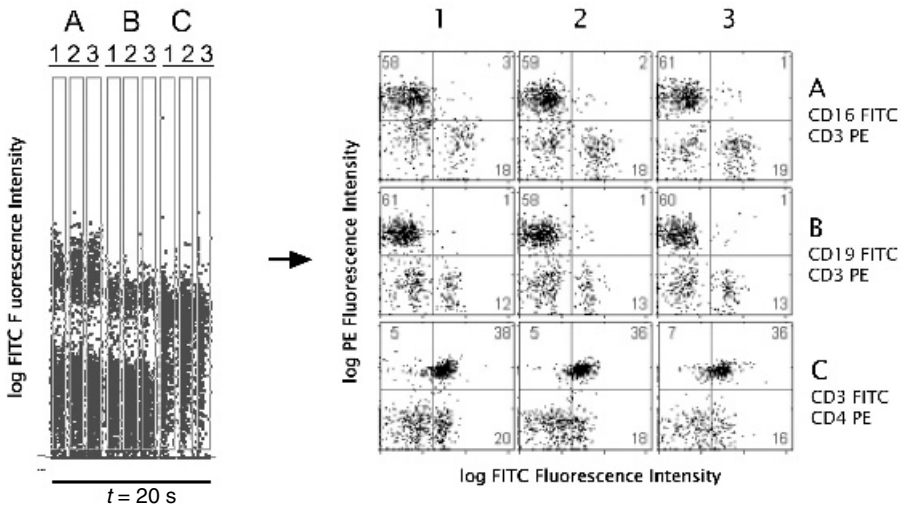 A B C
1 2 3 1 2 3 1 2 3
log FITC F uorescence Intensity
t = 20 s
1 2 3
log PE Fluorescence Intensity
58 3 59 2 61 1
18 18 19
A
CD16 FITC
CD3 PE
61 1 58 1 60 1
12 13 13
B
CD19 FITC
CD3 PE
5 38 5 36 7 36
20 18 16
C
CD3 FITC
CD4 PE
log FITC Fluorescence Intensity